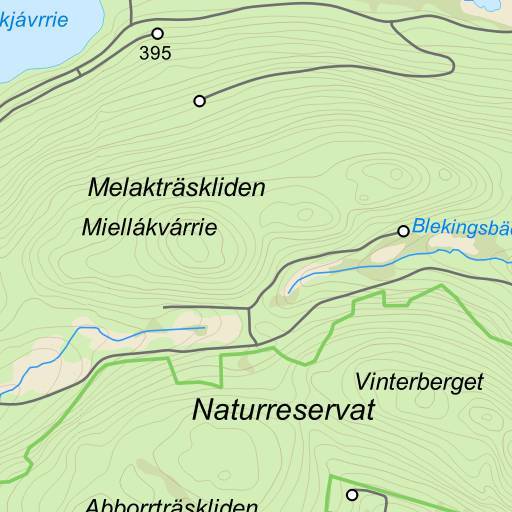 kjávrrie
395
Melakträskliden
Miellákvárrie
Blekingsbä
Vinterberget
Naturreservat
Abborrträskliden